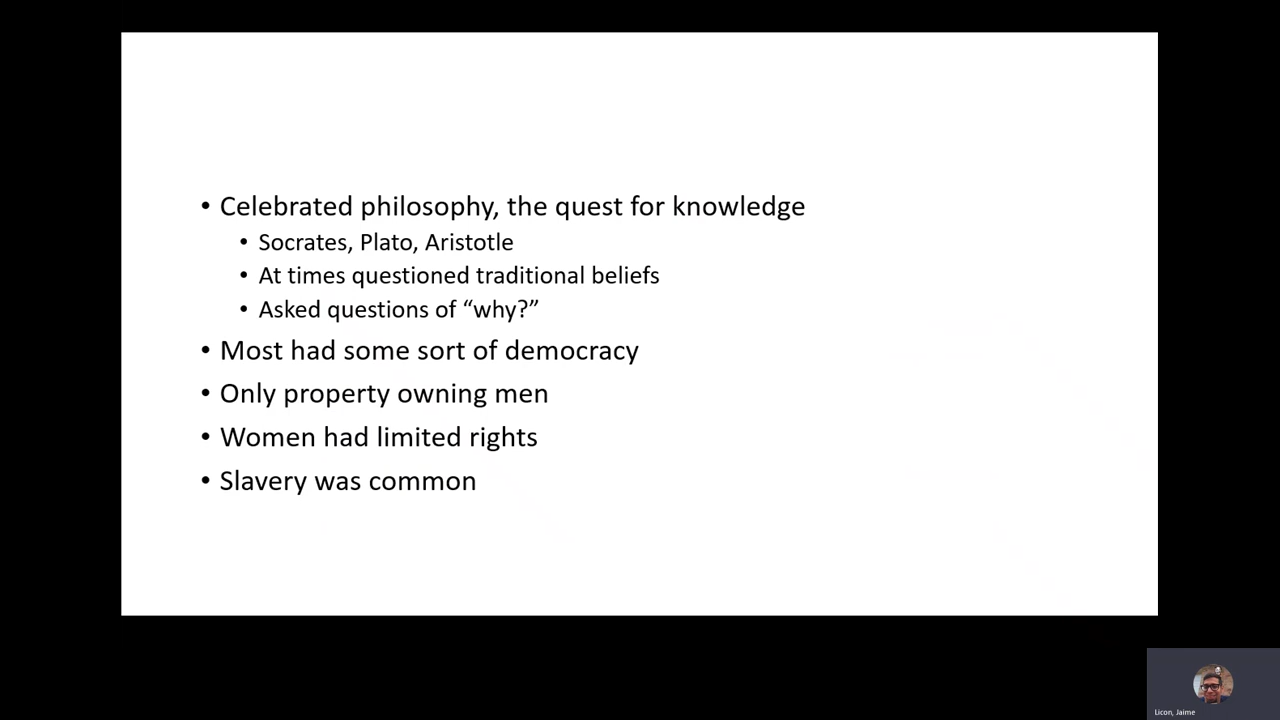 • Celebrated philosophy, the quest for knowledge
• Socrates, Plato, Aristotle
• At times questioned traditional beliefs
• Asked questions of “why?”
• Most had some sort of democracy
• Only property owning men
• Women had limited rights
• Slavery was common
Licon, Jaime